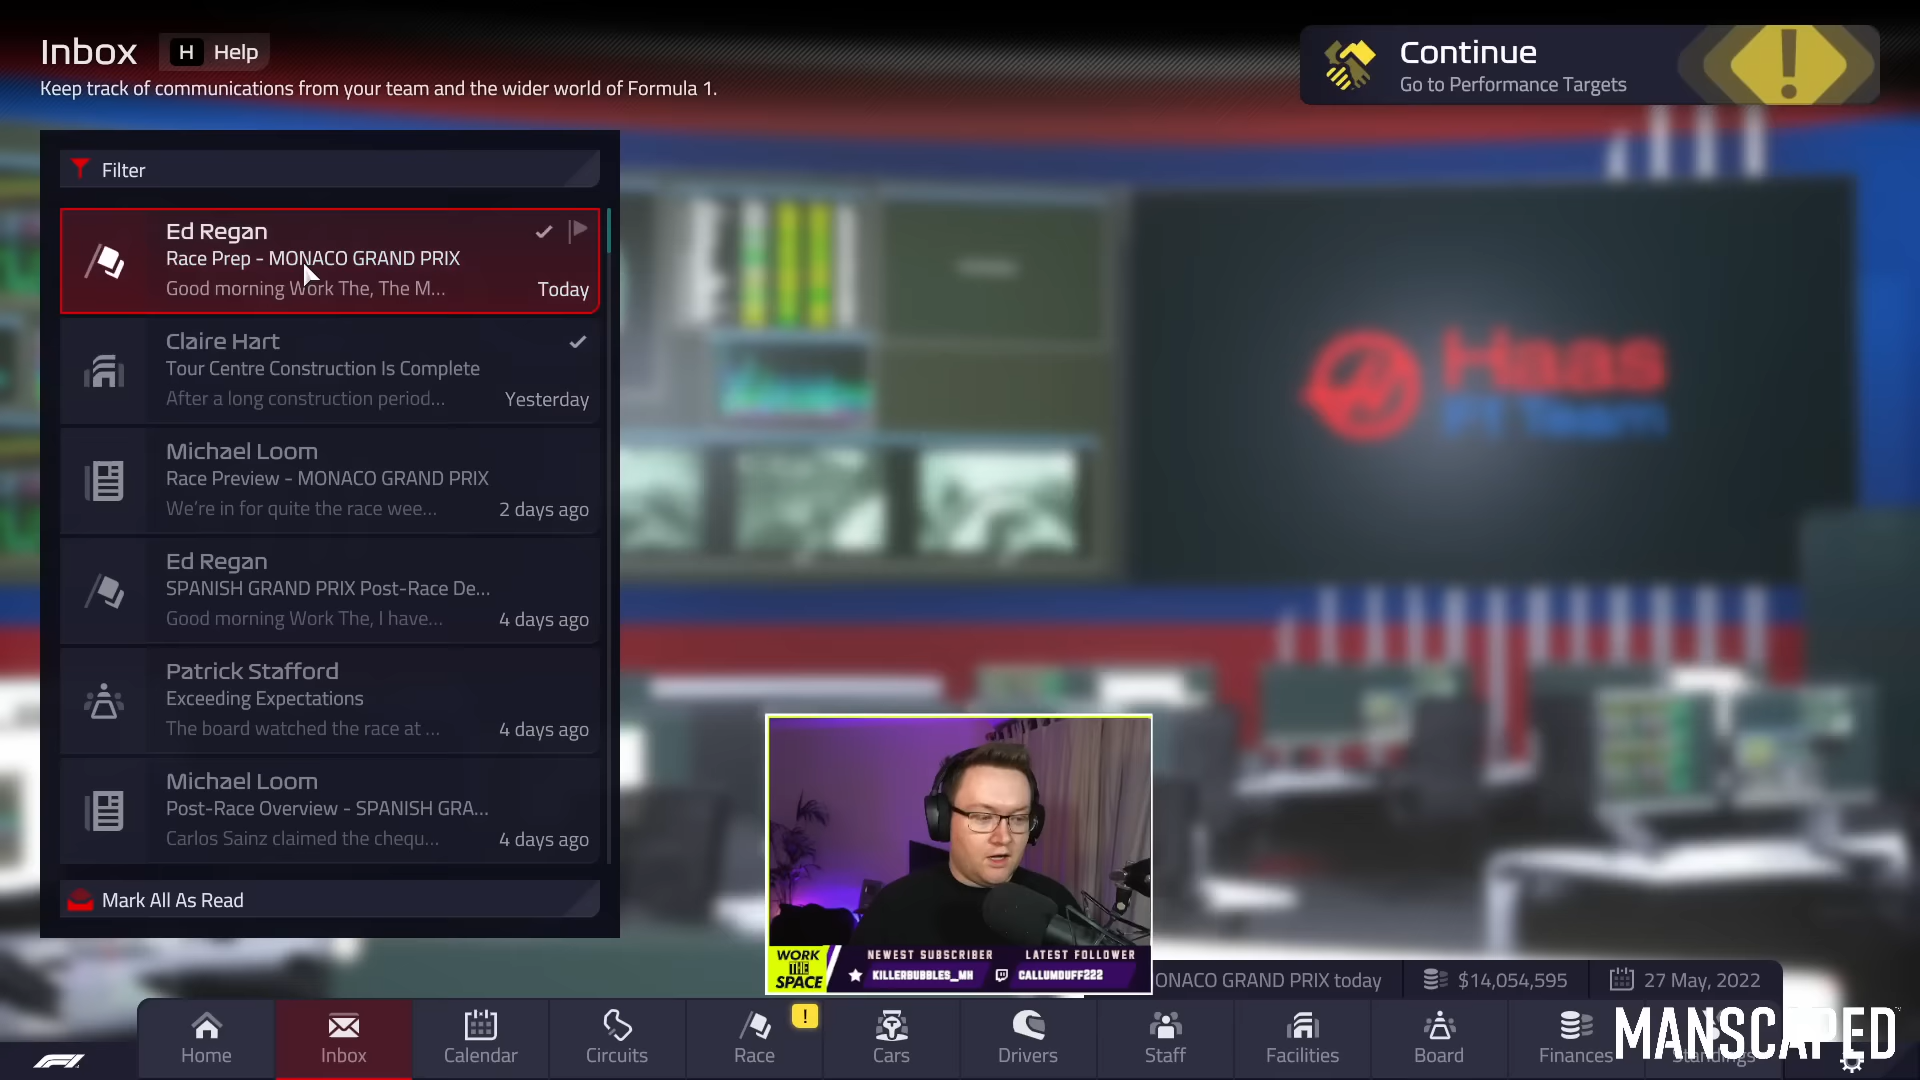 Inbox
H Help
Keep track of communications from your team and the wider world of Formula 1.
Continue
Go to Performance Targets
Filter
Ed Regan
Race Prep - MONACO GRAND PRIX
Good morning Work The, The M...
Today
Claire Hart
Tour Centre Construction Is Complete
After a long construction period...
Yesterday
Michael Loom
Race Preview - MONACO GRAND PRIX
We're in for quite the race wee...
2 days ago
Ed Regan
SPANISH GRAND PRIX Post-Race De...
Good morning Work The, I have...
4 days ago
Patrick Stafford
Exceeding Expectations
The board watched the race at ...
4 days ago
Michael Loom
Post-Race Overview - SPANISH GRA...
Carlos Sainz claimed the chequ...
4 days ago
Mark All As Read
Haas
F1 Team
WORK
THE
SPACE
NEWEST SUBSCRIBER
KILLERBUBBLES_MH
LATEST FOLLOWER
CALLUMDUFF222
ONACO GRAND PRIX today
$14,054,595
27 May, 2022
Home
Inbox
Calendar
Circuits
Race
Cars
Drivers
Staff
Facilities
Board
Finances
Standings
MANSCAPED